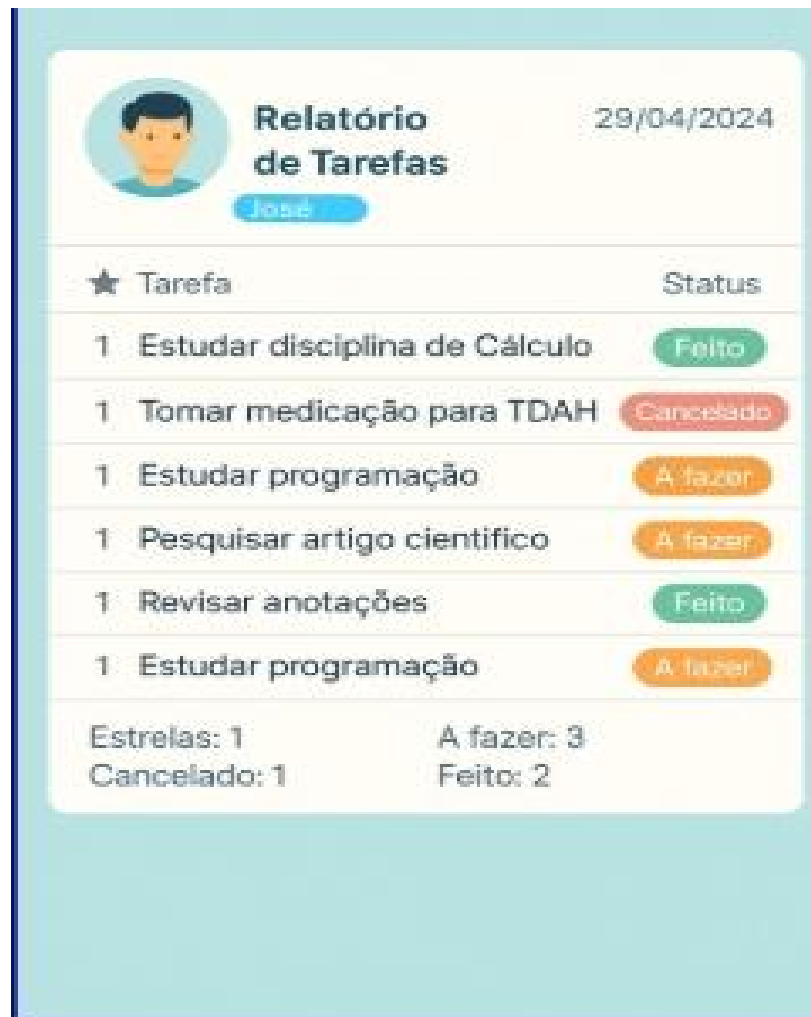 Relatório
de Tarefas
29/04/2024
José
Tarefa Status
1 Estudar disciplina de Cálculo Feito
1 Tomar medicação para TDAH Cancelado
1 Estudar programação A fazer
1 Pesquisar artigo cientifico A fazer
1 Revisar anotações Feito
1 Estudar programação A fazer
Estrelas: 1 A fazer: 3
Cancelado: 1 Feito: 2